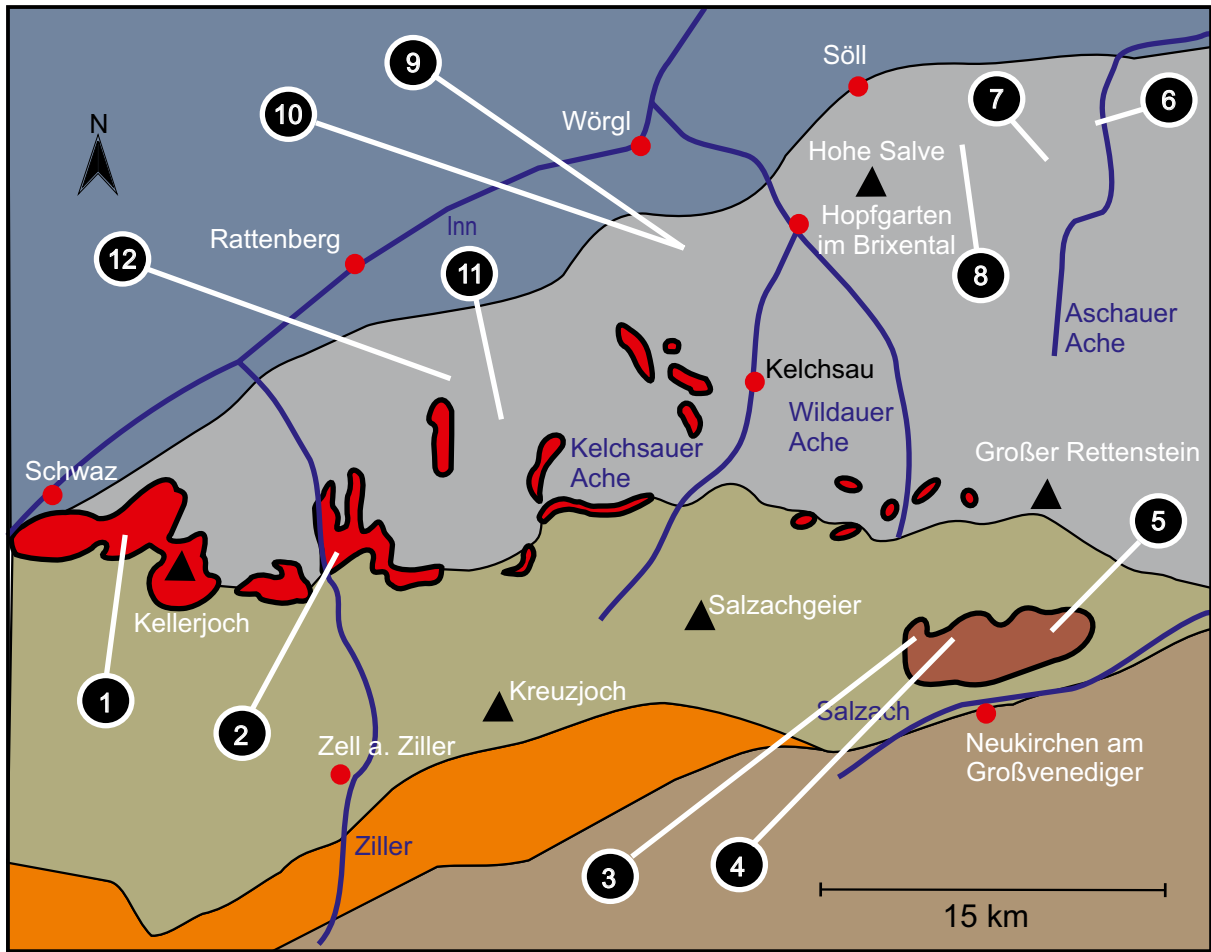 9
Söll
7
6
10
N
Wörgl
Hohe Salve
Rattenberg
Inn
Hopfgarten
im Brixental
12
11
8
Aschauer
Ache
Kelchsau
Wildauer
Ache
Kelchsauer
Ache
Schwaz
Großer Rettenstein
5
Kellerjoch
Salzachgeier
1
2
Kreuzjoch
Salzach
Zell a. Ziller
Neukirchen am
Großvenediger
Ziller
3
4
15 km